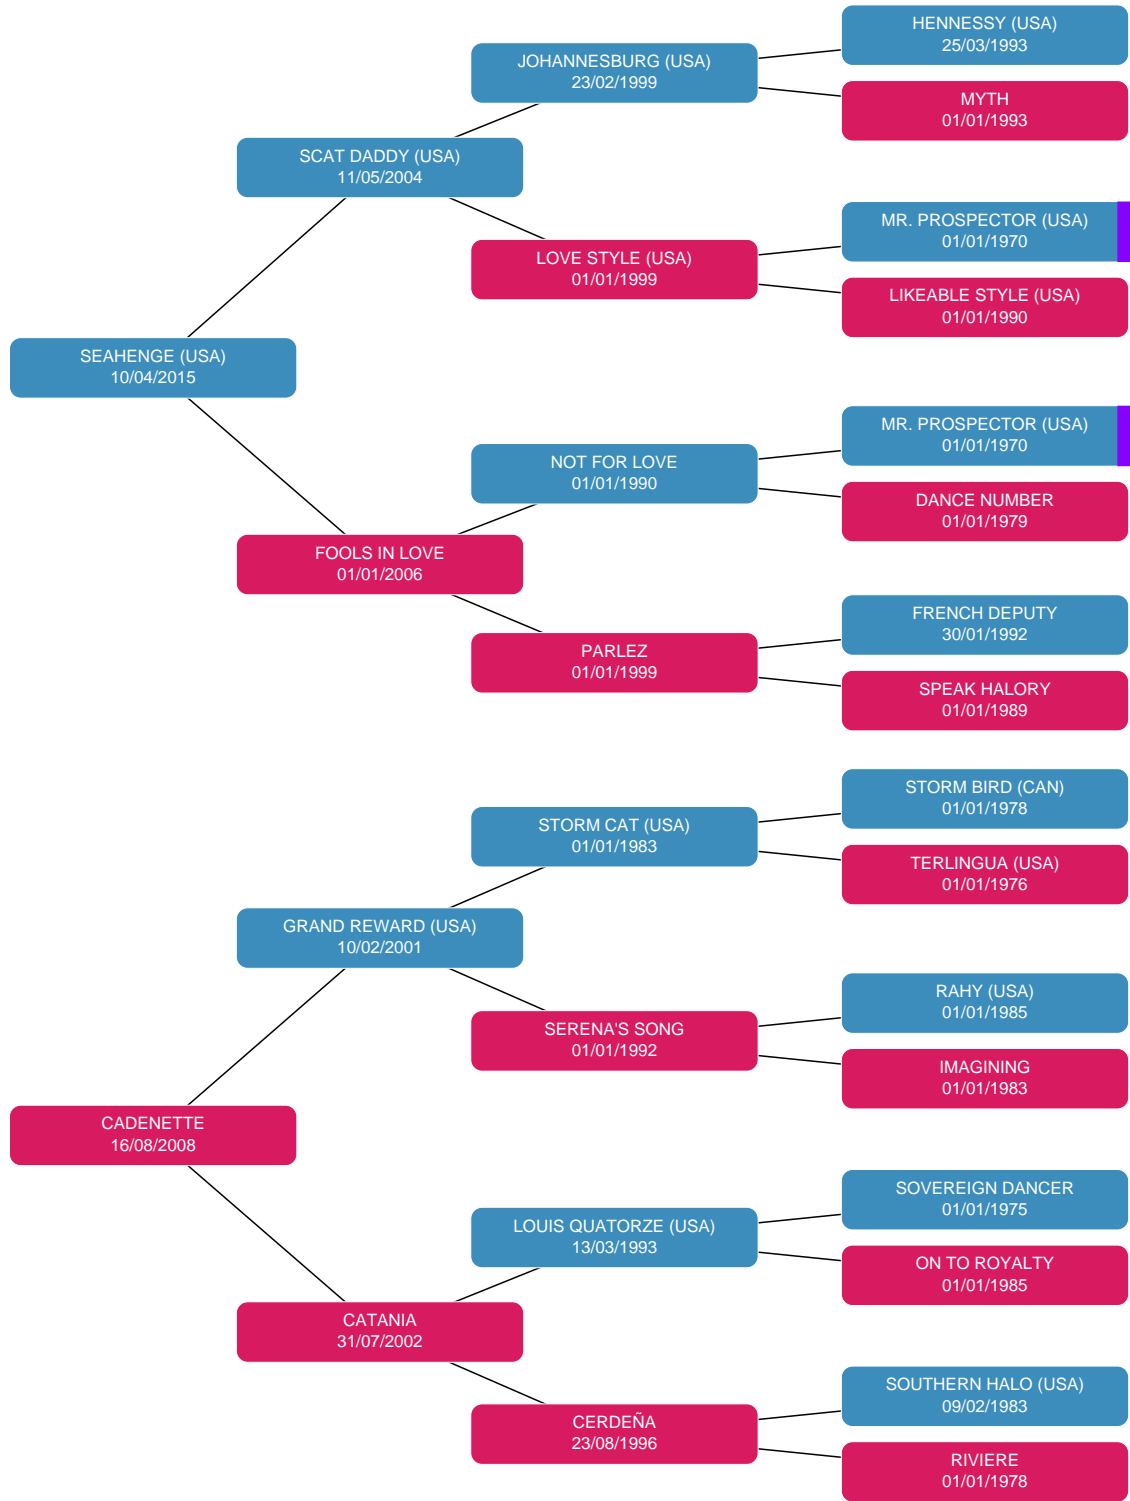 HENNESSY (USA)
25/03/1993
JOHANNESBURG (USA)
23/02/1999
MYTH
01/01/1993
SCAT DADDY (USA)
11/05/2004
MR. PROSPECTOR (USA)
01/01/1970
LOVE STYLE (USA)
01/01/1999
LIKEABLE STYLE (USA)
01/01/1990
SEAHENGE (USA)
10/04/2015
MR. PROSPECTOR (USA)
01/01/1970
NOT FOR LOVE
01/01/1990
DANCE NUMBER
01/01/1979
FOOLS IN LOVE
01/01/2006
FRENCH DEPUTY
30/01/1992
PARLEZ
01/01/1999
SPEAK HALORY
01/01/1989
STORM BIRD (CAN)
01/01/1978
STORM CAT (USA)
01/01/1983
TERLINGUA (USA)
01/01/1976
GRAND REWARD (USA)
10/02/2001
RAHY (USA)
01/01/1985
SERENA'S SONG
01/01/1992
IMAGINING
01/01/1983
CADENETTE
16/08/2008
SOVEREIGN DANCER
01/01/1975
LOUIS QUATORZE (USA)
13/03/1993
ON TO ROYALTY
01/01/1985
CATANIA
31/07/2002
SOUTHERN HALO (USA)
09/02/1983
CERDEÑA
23/08/1996
RIVIERE
01/01/1978